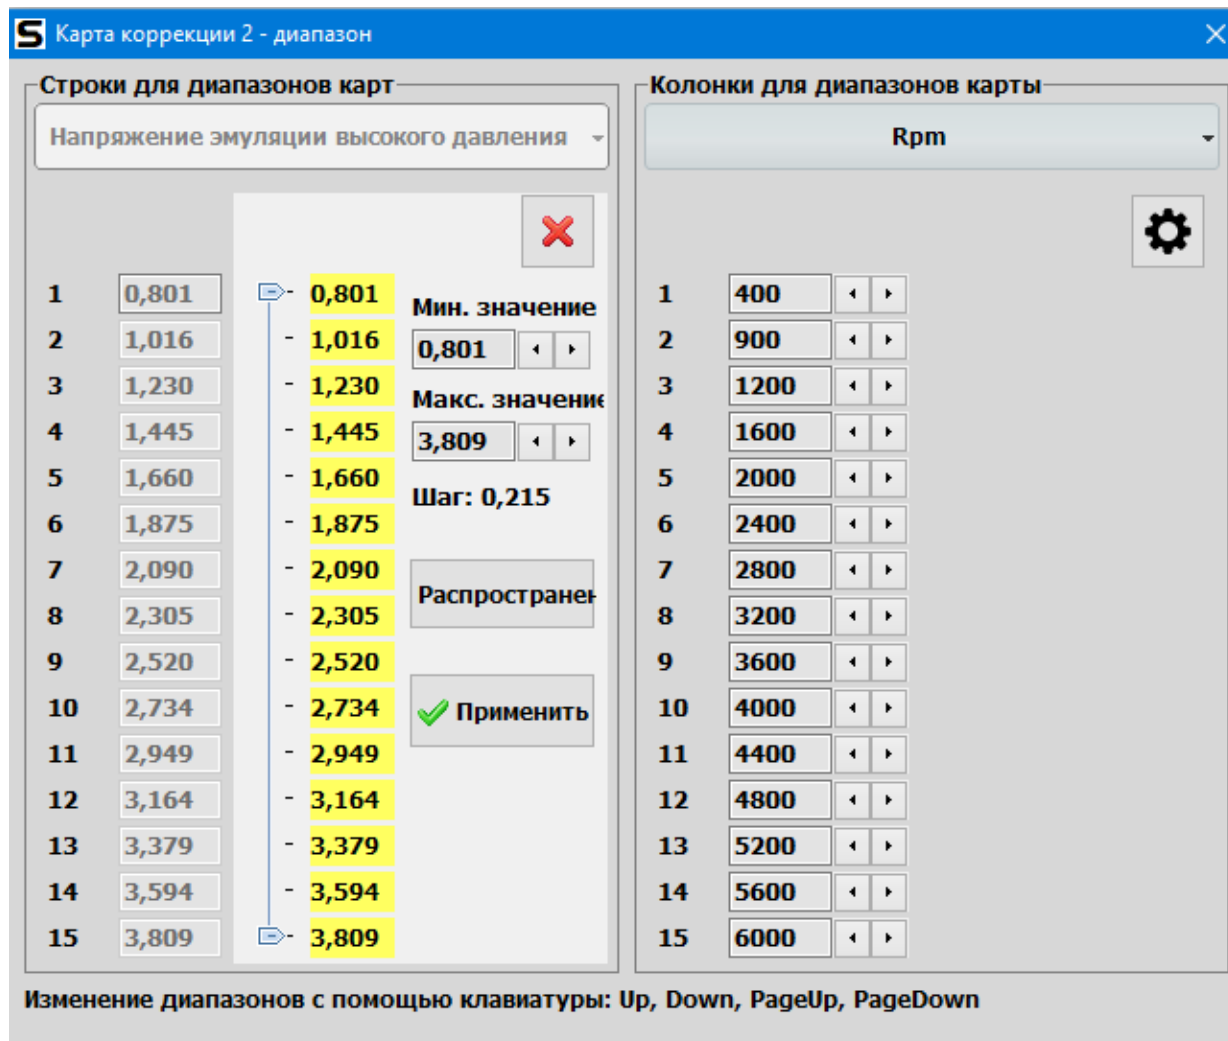 S Карта коррекции 2 - диапазон
Строки для диапазонов карт
Напряжение эмуляции высокого давления
1 0,801 0,801
2 1,016 1,016
3 1,230 1,230
4 1,445 1,445
5 1,660 1,660
6 1,875 1,875
7 2,090 2,090
8 2,305 2,305
9 2,520 2,520
10 2,734 2,734
11 2,949 2,949
12 3,164 3,164
13 3,379 3,379
14 3,594 3,594
15 3,809 3,809
Мин. значение
0,801
Макс. значение
3,809
Шаг: 0,215
Распространен
Применить
Колонки для диапазонов карты
Rpm
1 400
2 900
3 1200
4 1600
5 2000
6 2400
7 2800
8 3200
9 3600
10 4000
11 4400
12 4800
13 5200
14 5600
15 6000
Изменение диапазонов с помощью клавиатуры: Up, Down, PageUp, PageDown